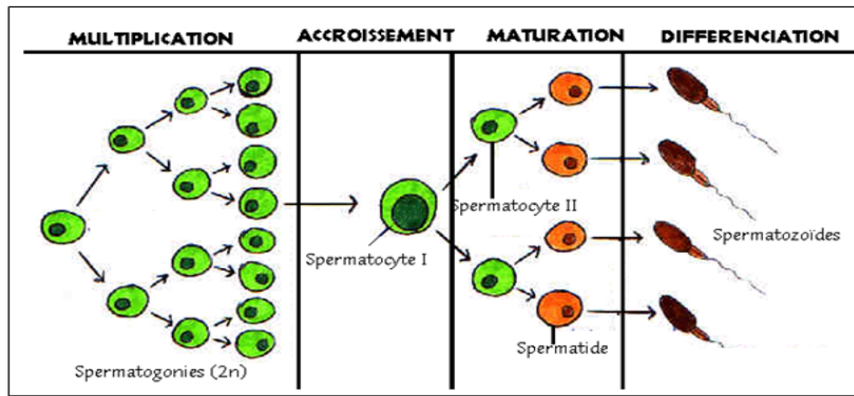 MULTIPLICATION
ACCROISSEMENT
MATURATION
DIFFERENCIATION
Spermatocyte II
Spermatozoïdes
Spermatocyte I
Spermatide
Spermatogonies (2n)